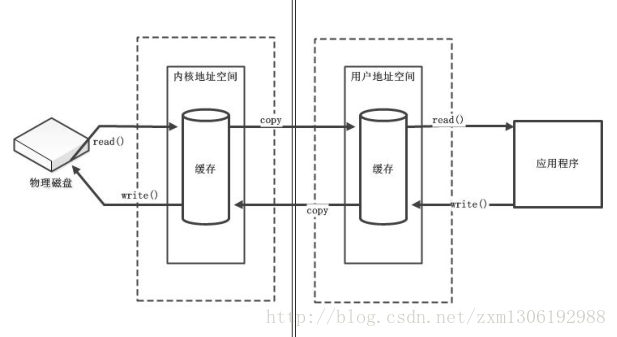 内核地址空间
用户地址空间
copy
read()
read()
缓存
缓存
应用程序
物理磁盘
write()
copy
write()
http://blog.csdn.net/zxm1306192988